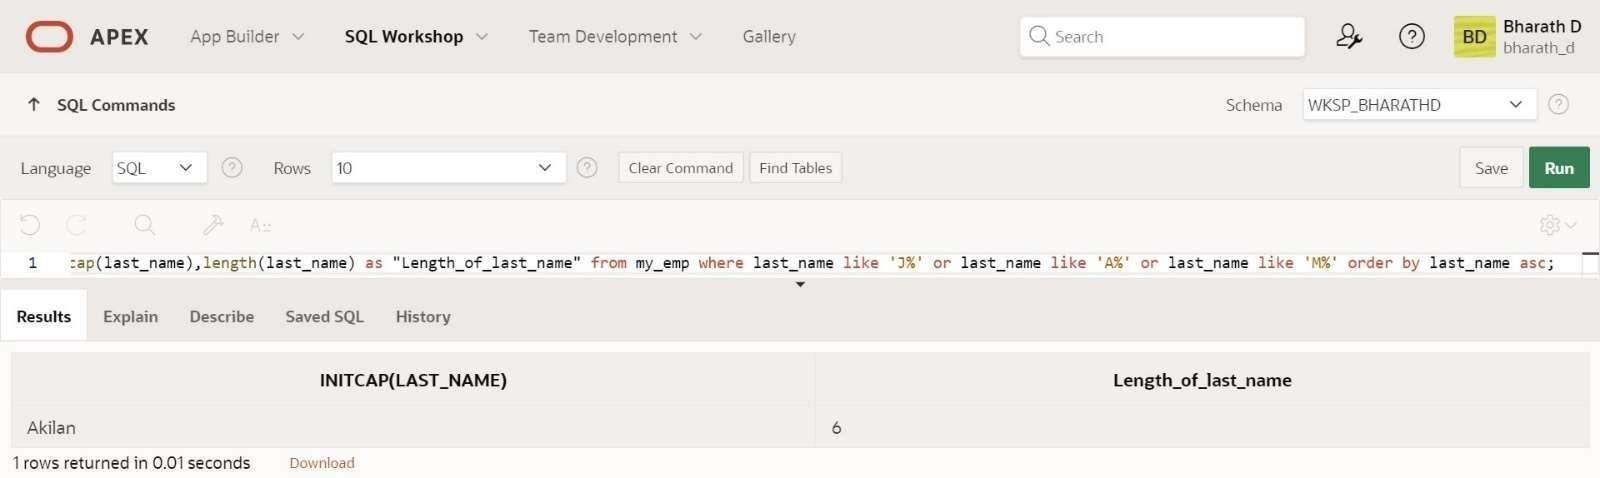 APEX App Builder SQL Workshop Team Development Gallery Search BD Bharath D
bharath_d
SQL Commands Schema WKSP_BHARATHD
Language SQL Rows 10 Clear Command Find Tables Save Run
A::
1 cap(last_name),length(last_name) as "Length_of_last_name" from my_emp where last_name like 'J%' or last_name like 'A%' or last_name like 'M%' order by last_name asc;
Results Explain Describe Saved SQL History
INITCAP(LAST_NAME) Length_of_last_name
Akilan 6
1 rows returned in 0.01 seconds Download